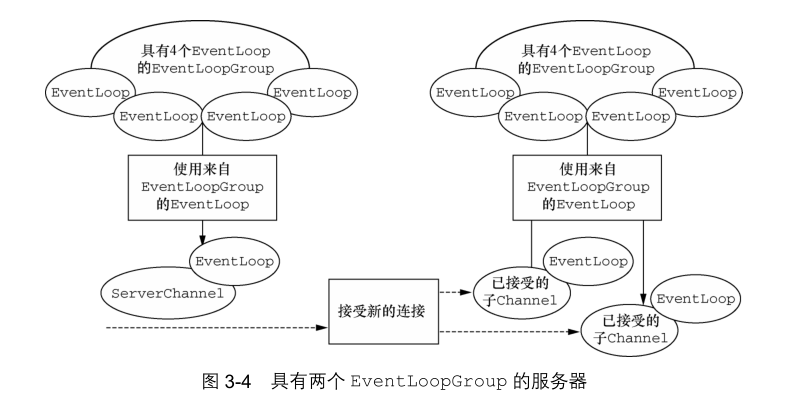 具有4个EventLoop
的EventLoopGroup
EventLoop
EventLoop
EventLoop
EventLoop
使用来自
EventLoopGroup
的EventLoop
EventLoop
ServerChannel
具有4个EventLoop
的EventLoopGroup
EventLoop
EventLoop
EventLoop
EventLoop
使用来自
EventLoopGroup
的EventLoop
接受新的连接
已接受的
子Channel
EventLoop
已接受的
子Channel
EventLoop
图 3-4 具有两个 EventLoopGroup 的服务器